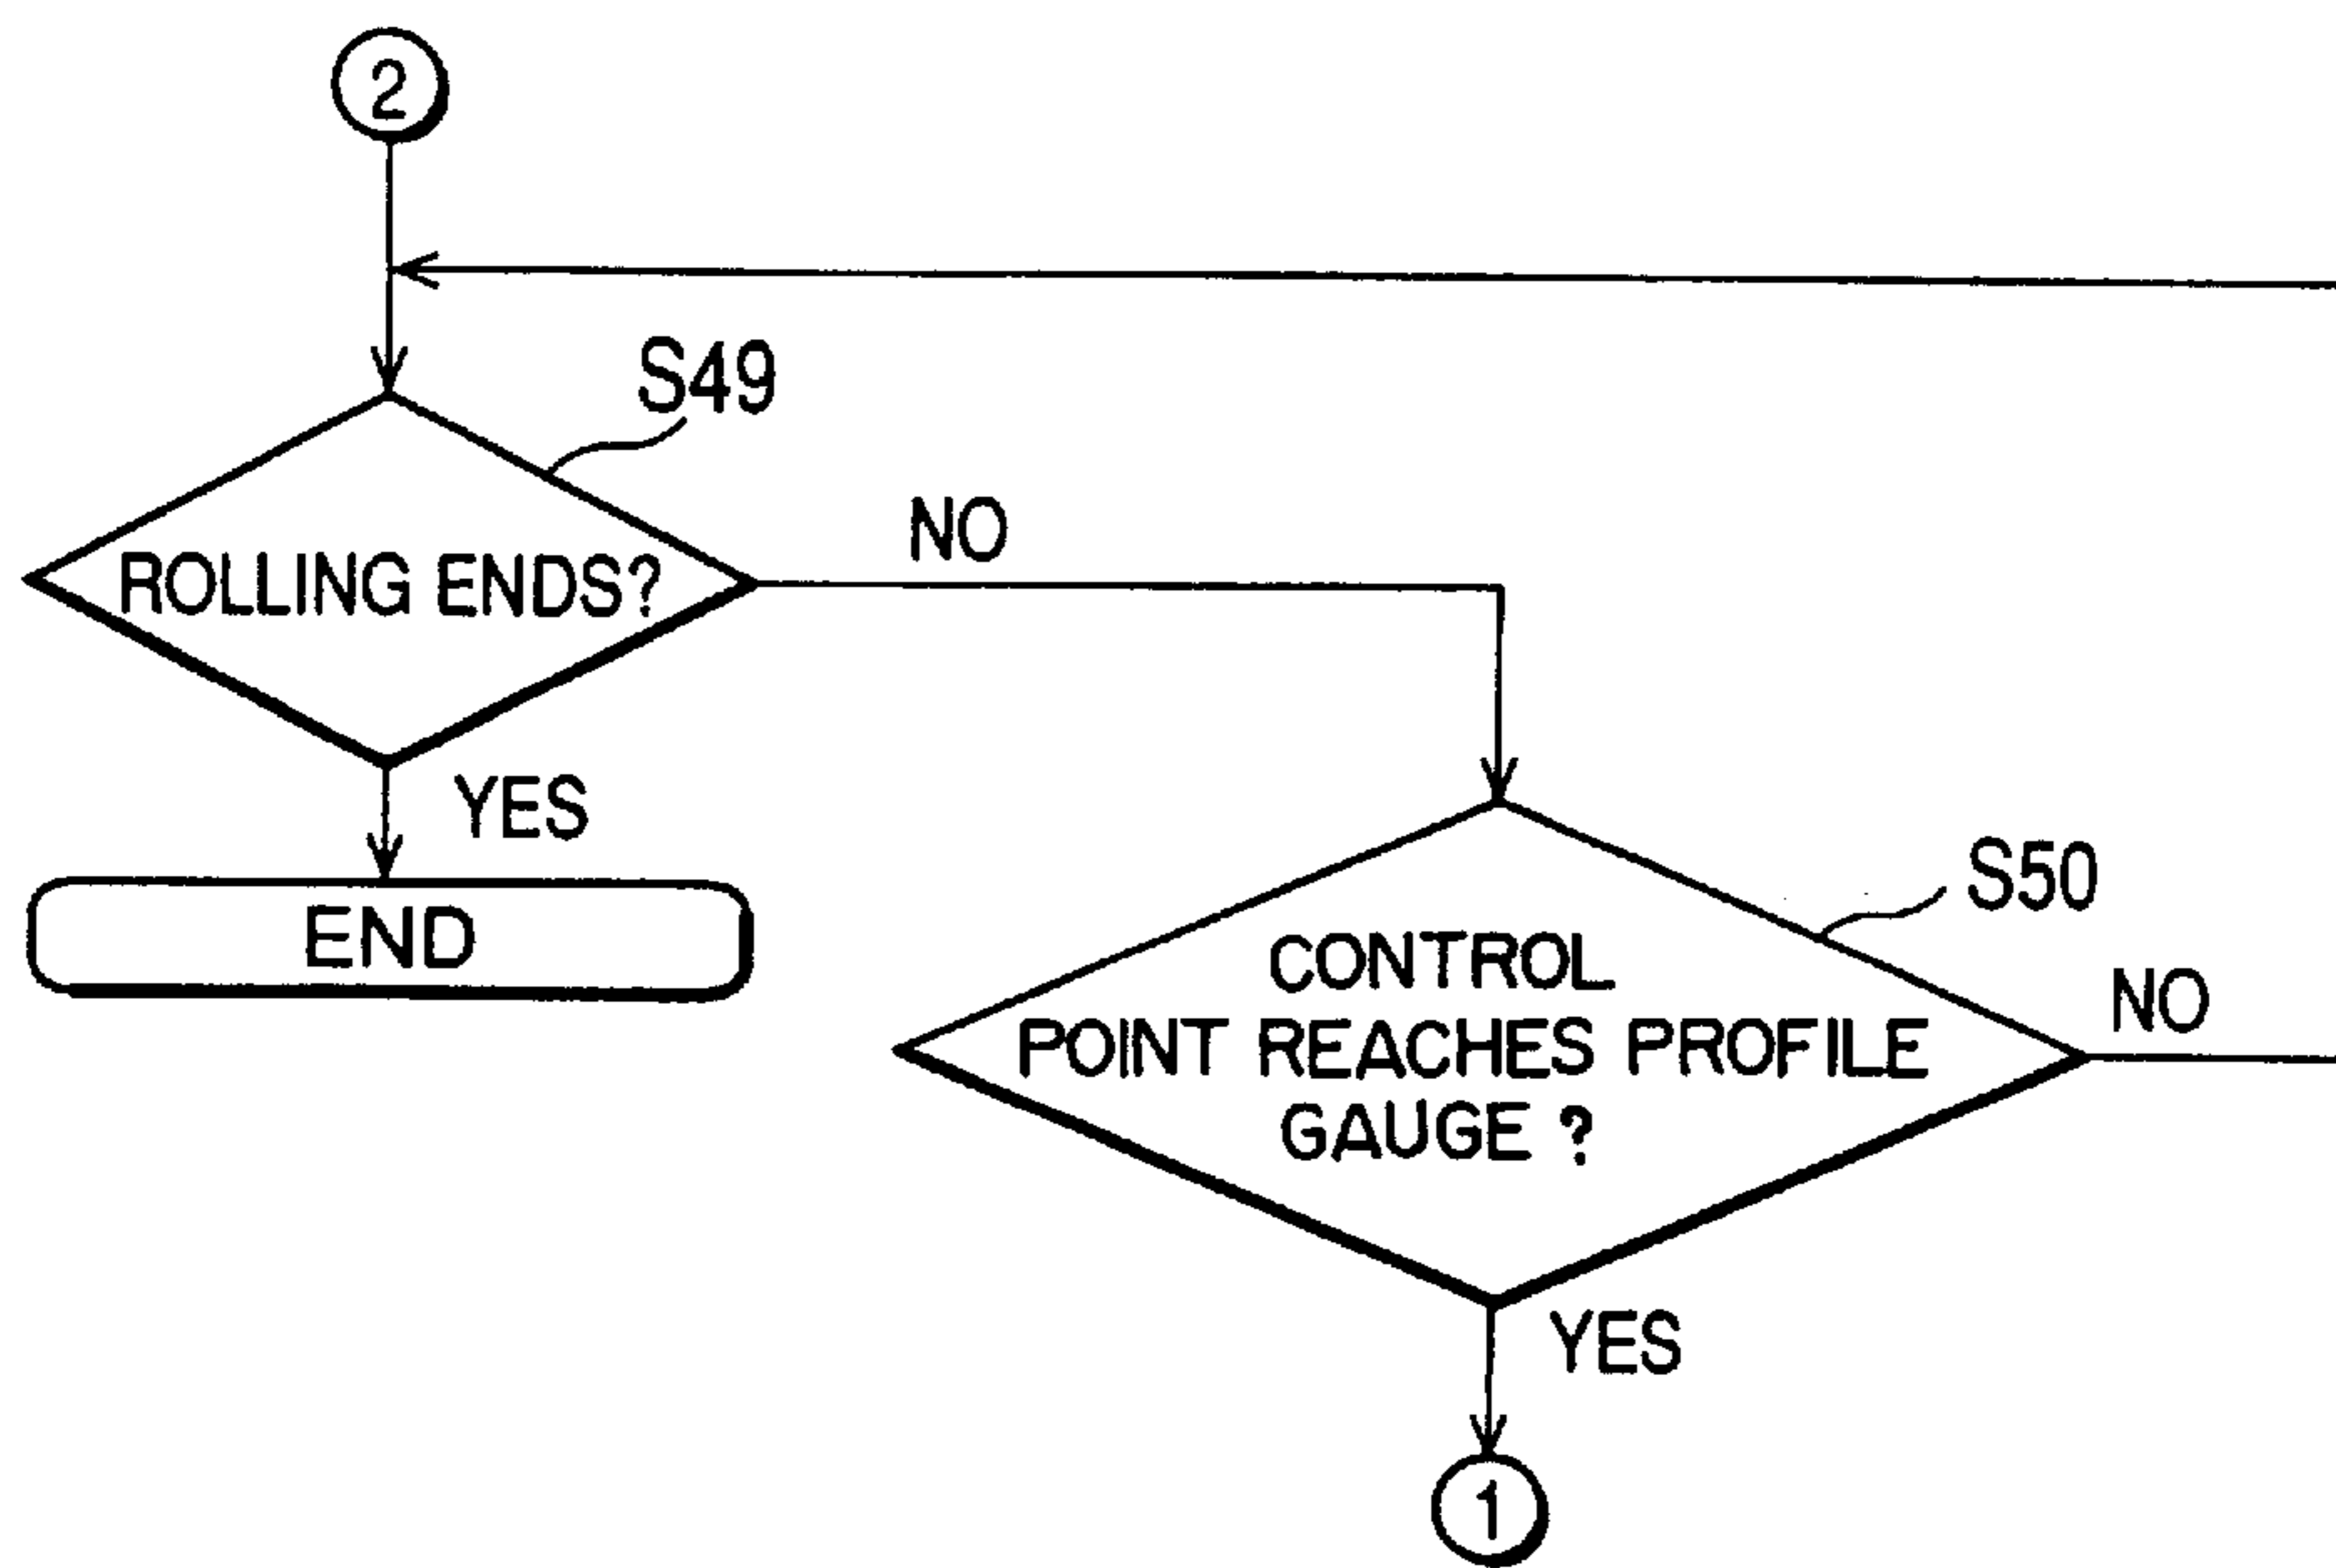 2
S49
ROLLING ENDS?
NO
YES
END
S50
CONTROL
POINT REACHES PROFILE
GAUGE ?
NO
YES
1